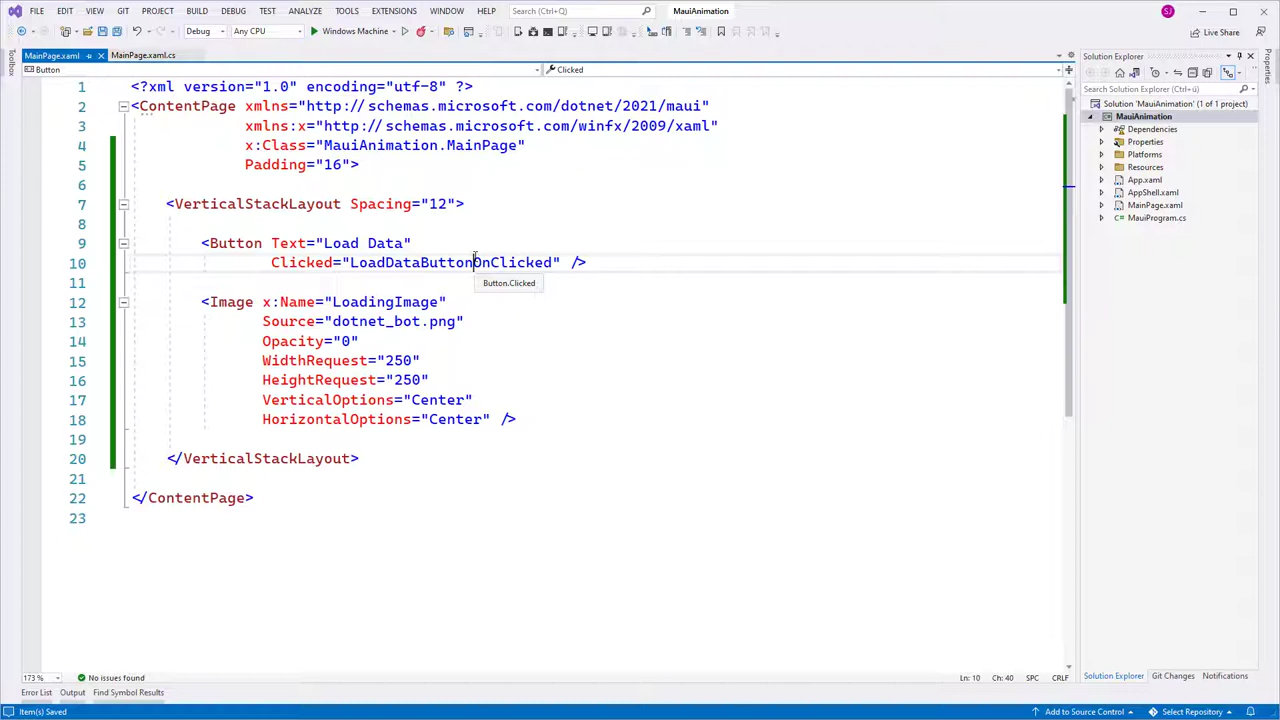 FILE EDIT VIEW GIT PROJECT BUILD DEBUG TEST ANALYZE TOOLS EXTENSIONS WINDOW HELP Search (Ctrl+Q) MauiAnimation SJ
Debug Any CPU Windows Machine Live Share
MainPage.xaml MainPage.xaml.cs
Button Clicked
Toolbox
1 <?xml version="1.0" encoding="utf-8" ?>
2 <ContentPage xmlns="http://schemas.microsoft.com/dotnet/2021/maui"
3 xmlns:x="http://schemas.microsoft.com/winfx/2009/xaml"
4 x:Class="MauiAnimation.MainPage"
5 Padding="16">
6
7 <VerticalStackLayout Spacing="12">
8
9 <Button Text="Load Data"
10 Clicked="LoadDataButtonOnClicked" />
Button.Clicked
11
12 <Image x:Name="LoadingImage"
13 Source="dotnet_bot.png"
14 Opacity="0"
15 WidthRequest="250"
16 HeightRequest="250"
17 VerticalOptions="Center"
18 HorizontalOptions="Center" />
19
20 </VerticalStackLayout>
21
22 </ContentPage>
23
173 % No issues found Ln: 10 Ch: 40 SPC CRLF
Error List Output Find Symbol Results
Solution Explorer
Search Solution Explorer (Ctrl+ü)
Solution 'MauiAnimation' (1 of 1 project)
MauiAnimation
Dependencies
Properties
Platforms
Resources
App.xaml
AppShell.xaml
MainPage.xaml
MauiProgram.cs
Solution Explorer Git Changes Notifications
Properties
Item(s) Saved Add to Source Control Select Repository